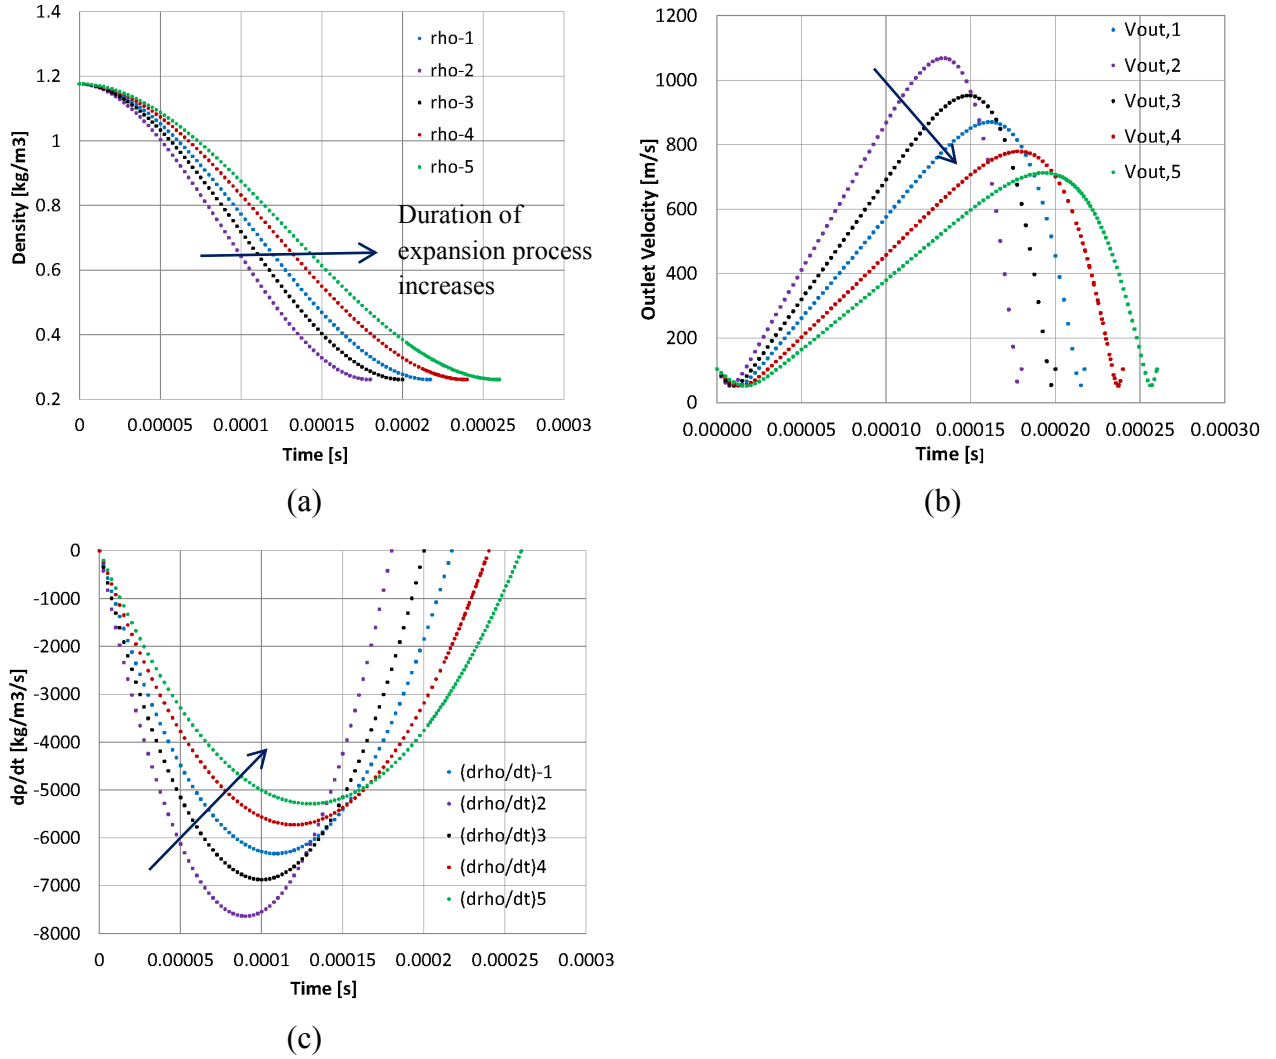 1.4
1.2
1
0.8
0.6
0.4
0.2
Density [kg/m3]
rho-1
rho-2
rho-3
rho-4
rho-5
Duration of
expansion process
increases
0 0.00005 0.0001 0.00015 0.0002 0.00025 0.0003
Time [s]
(a)
1200
1000
800
600
400
200
0
Outlet Velocity [m/s]
Vout,1
Vout,2
Vout,3
Vout,4
Vout,5
0.00000 0.00005 0.00010 0.00015 0.00020 0.00025 0.00030
Time [s]
(b)
0
-1000
-2000
-3000
-4000
-5000
-6000
-7000
-8000
dρ/dt [kg/m3/s]
(drho/dt)-1
(drho/dt)2
(drho/dt)3
(drho/dt)4
(drho/dt)5
0 0.00005 0.0001 0.00015 0.0002 0.00025 0.0003
Time [s]
(c)